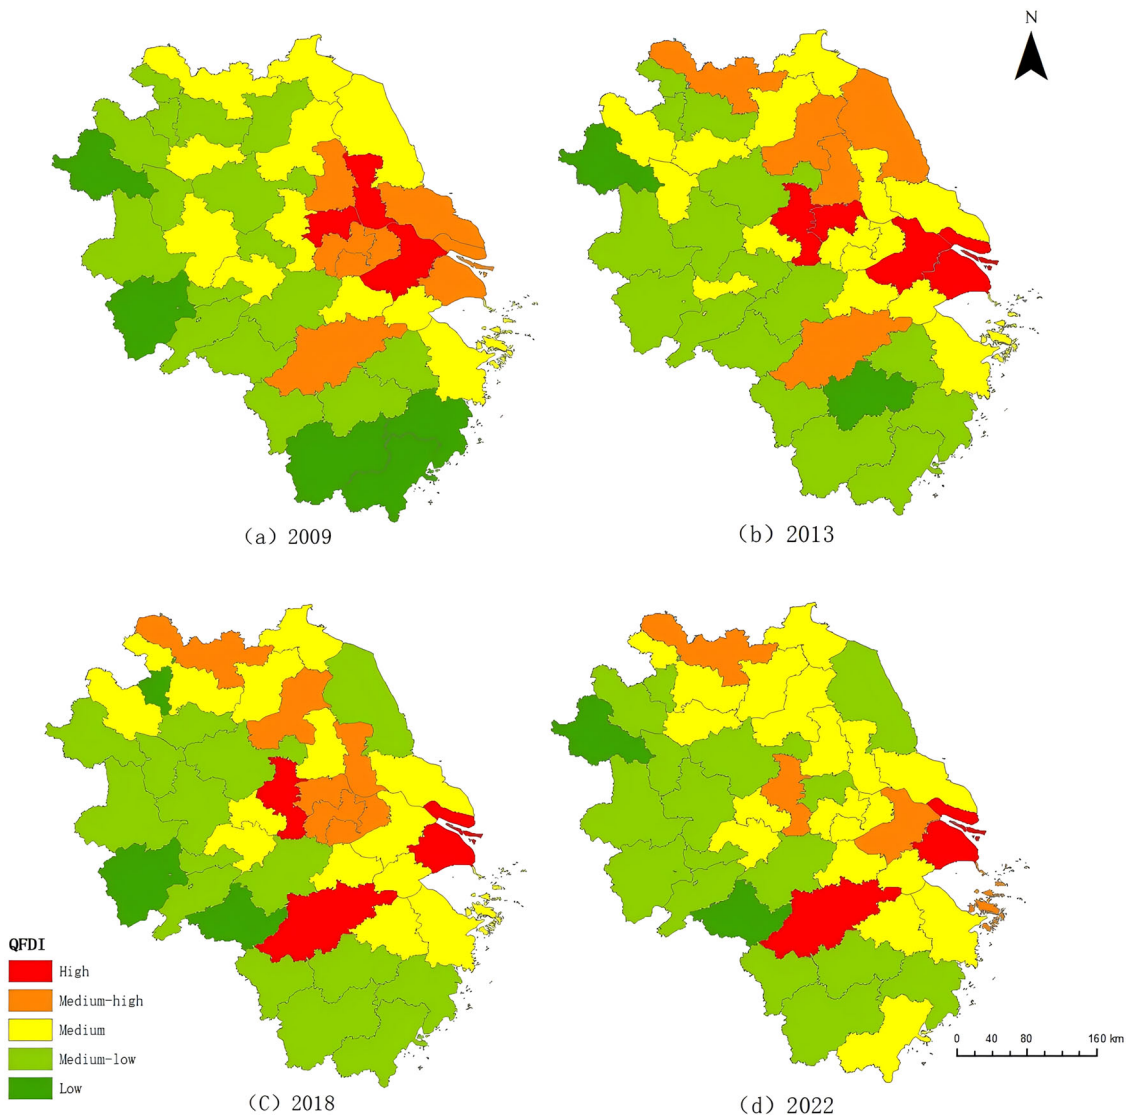 N
（a）2009
（b）2013
QFDI
High
Medium-high
Medium
Medium-low
Low
0 40 80 160 km
（C）2018
（d）2022